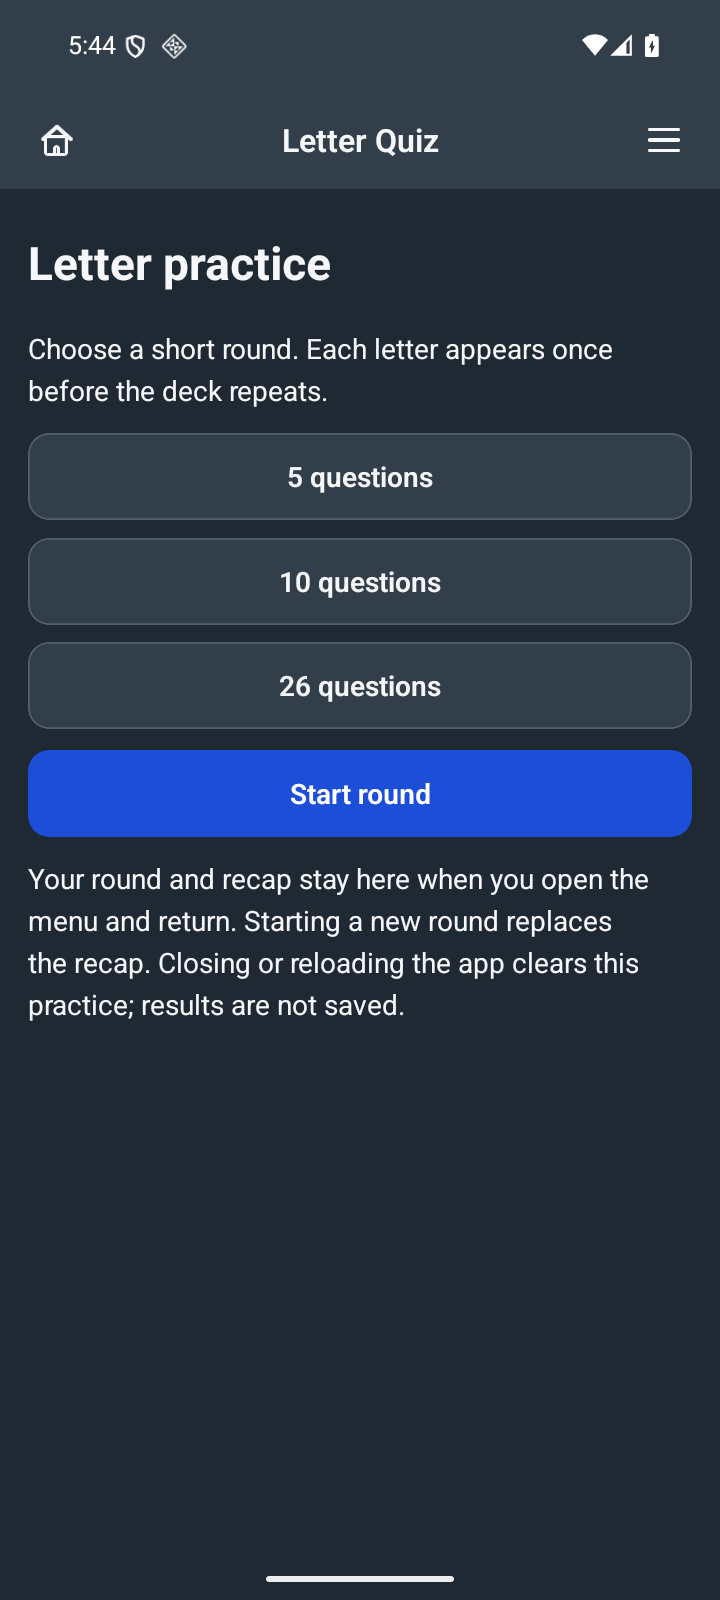 5:44
Letter Quiz
Letter practice
Choose a short round. Each letter appears once
before the deck repeats.
5 questions
10 questions
26 questions
Start round
Your round and recap stay here when you open the
menu and return. Starting a new round replaces
the recap. Closing or reloading the app clears this
practice; results are not saved.